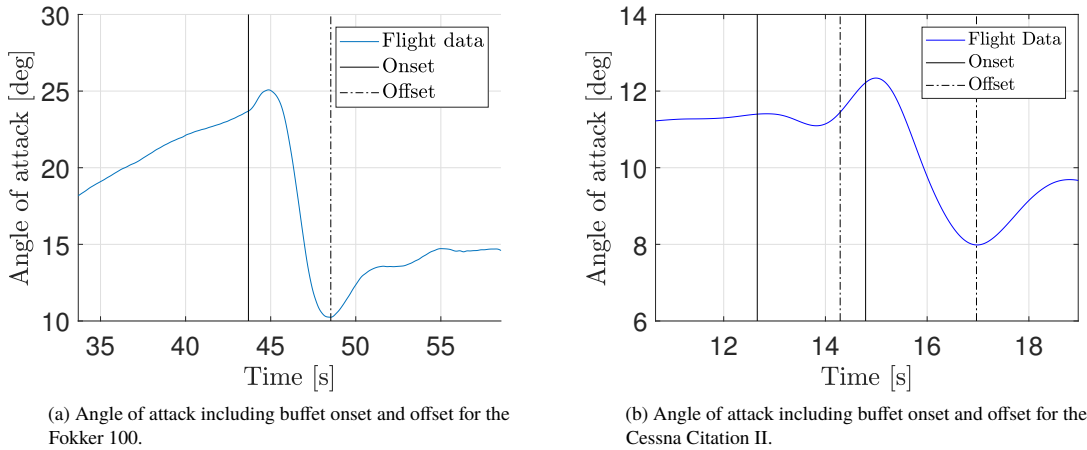 30
25
20
15
10
Angle of attack [deg]
35
40
45
50
55
Time [s]
Flight data
Onset
Offset
(a) Angle of attack including buffet onset and offset for the
Fokker 100.
14
12
10
8
6
Angle of attack [deg]
12
14
16
18
Time [s]
Flight Data
Onset
Offset
(b) Angle of attack including buffet onset and offset for the
Cessna Citation II.